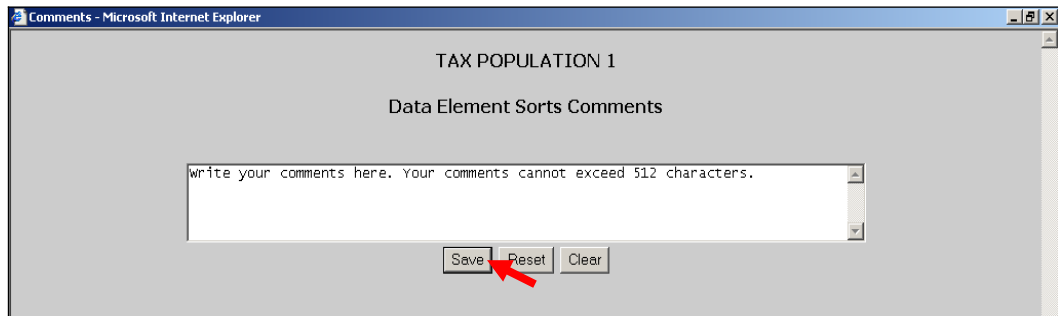 Comments - Microsoft Internet Explorer
TAX POPULATION 1
Data Element Sorts Comments
Write your comments here. Your comments cannot exceed 512 characters.
Save Reset Clear